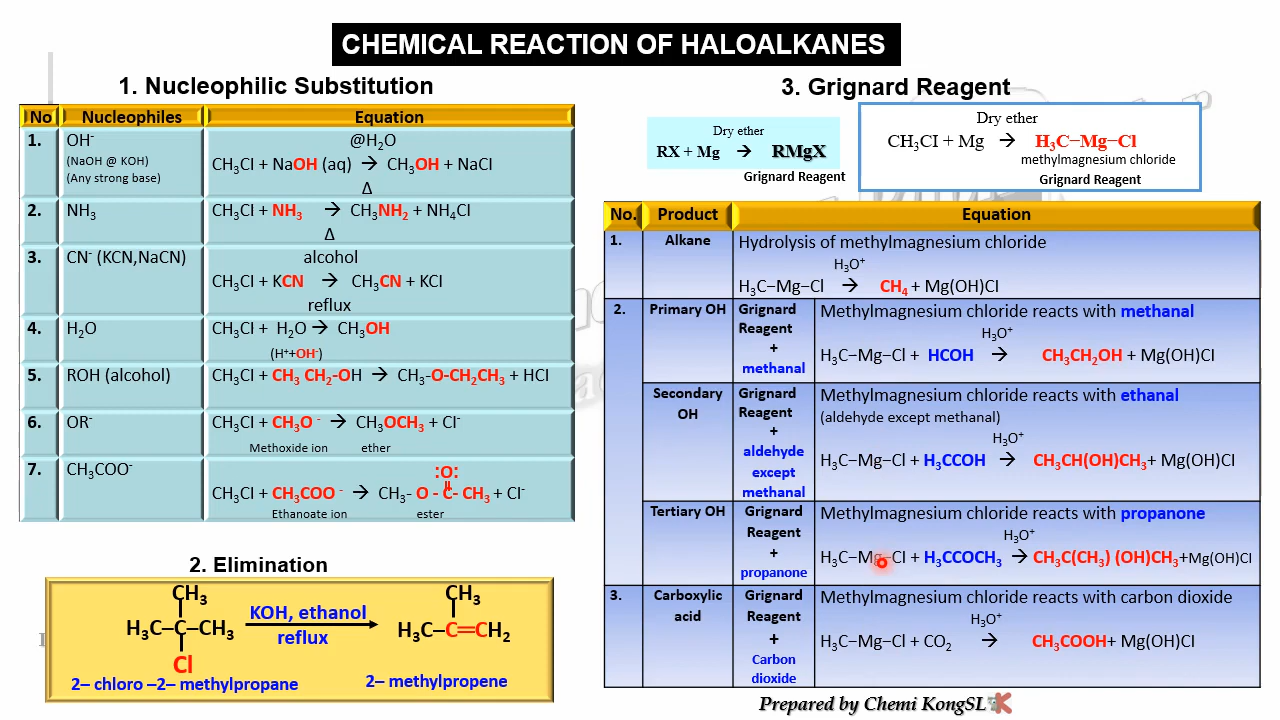 CHEMICAL REACTION OF HALOALKANES
1. Nucleophilic Substitution
No Nucleophiles Equation
1. OH⁻
(NaOH @ KOH)
(Any strong base)
@H₂O
CH₃Cl + NaOH (aq) → CH₃OH + NaCl
Δ
2. NH₃
CH₃Cl + NH₃ → CH₃NH₂ + NH₄Cl
Δ
3. CN⁻ (KCN,NaCN)
alcohol
CH₃Cl + KCN → CH₃CN + KCl
reflux
4. H₂O
CH₃Cl + H₂O → CH₃OH
(H⁺+OH⁻)
5. ROH (alcohol)
CH₃Cl + CH₃ CH₂-OH → CH₃-O-CH₂CH₃ + HCl
6. OR⁻
CH₃Cl + CH₃O ⁻ → CH₃OCH₃ + Cl⁻
Methoxide ion ether
7. CH₃COO⁻
:O:
CH₃Cl + CH₃COO ⁻ → CH₃- O - C- CH₃ + Cl⁻
Ethanoate ion ester
2. Elimination
CH₃ CH₃
KOH, ethanol
H₃C–C–CH₃ H₃C–C=CH₂
reflux
Cl
2– chloro –2– methylpropane 2– methylpropene
3. Grignard Reagent
Dry ether
RX + Mg → RMgX
Grignard Reagent
Dry ether
CH₃Cl + Mg → H₃C−Mg−Cl
methylmagnesium chloride
Grignard Reagent
No. Product Equation
1. Alkane
Hydrolysis of methylmagnesium chloride
H₃O⁺
H₃C−Mg−Cl → CH₄ + Mg(OH)Cl
2. Primary OH
Grignard
Reagent
+
methanal
Methylmagnesium chloride reacts with methanal
H₃O⁺
H₃C−Mg−Cl + HCOH → CH₃CH₂OH + Mg(OH)Cl
Secondary
OH
Grignard
Reagent
+
aldehyde
except
methanal
Methylmagnesium chloride reacts with ethanal
(aldehyde except methanal)
H₃O⁺
H₃C−Mg−Cl + H₃CCOH → CH₃CH(OH)CH₃+ Mg(OH)Cl
Tertiary OH
Grignard
Reagent
+
propanone
Methylmagnesium chloride reacts with propanone
H₃O⁺
H₃C−Mg−Cl + H₃CCOCH₃ → CH₃C(CH₃) (OH)CH₃+Mg(OH)Cl
3. Carboxylic
acid
Grignard
Reagent
+
Carbon
dioxide
Methylmagnesium chloride reacts with carbon dioxide
H₃O⁺
H₃C−Mg−Cl + CO₂ → CH₃COOH+ Mg(OH)Cl
Prepared by Chemi KongSL